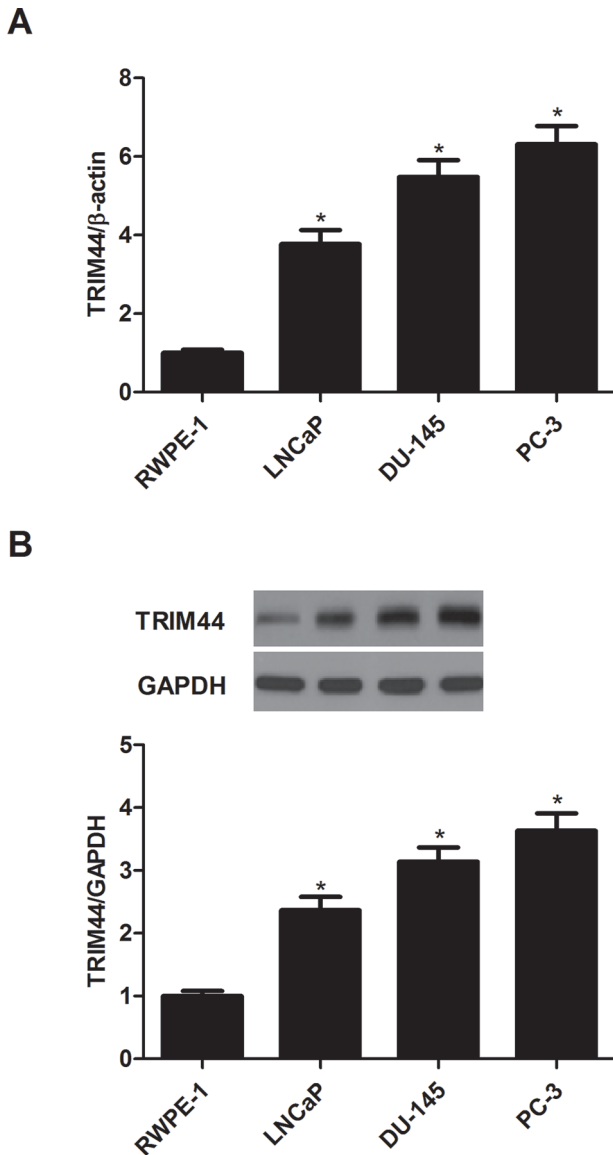 A
TRIM44/β-actin
8
6
4
2
0
*
*
*
RWPE-1
LNCaP
DU-145
PC-3
B
TRIM44
GAPDH
TRIM44/GAPDH
5
4
3
2
1
0
*
*
*
RWPE-1
LNCaP
DU-145
PC-3